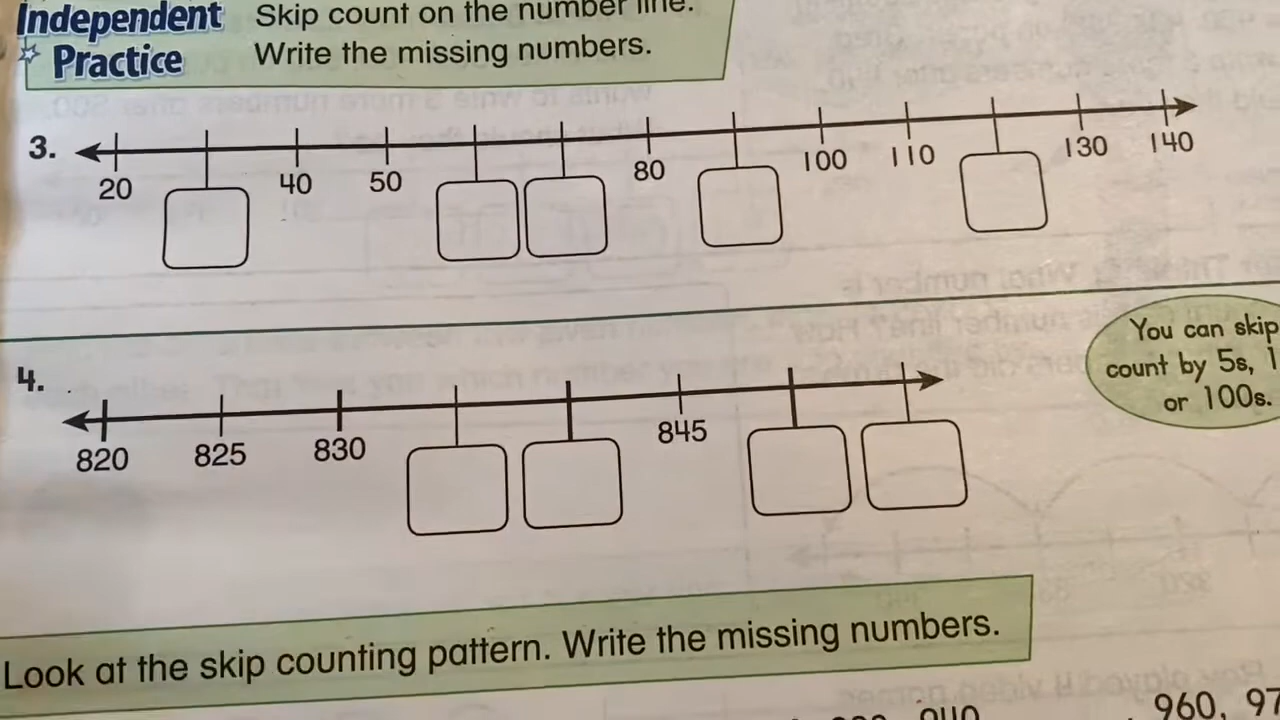 Independent
Practice
Skip count on the number line.
Write the missing numbers.
3.
20 40 50 80 100 110 130 140
4.
820 825 830 845
You can skip
count by 5s, 1
or 100s.
Look at the skip counting pattern. Write the missing numbers.
960, 97